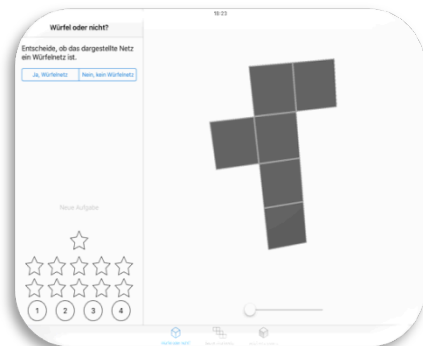 19:23
Würfel oder nicht?
Entscheide, ob das dargestellte Netz
ein Würfelnetz ist.
Ja, Würfelnetz
Nein, kein Würfelnetz
Neue Aufgabe
1 2 3 4